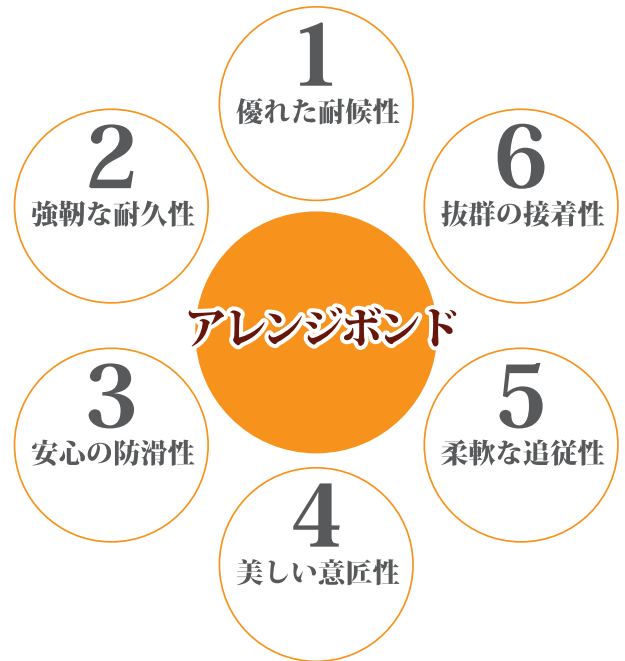 1
優れた耐候性
2
強靭な耐久性
3
安心の防滑性
4
美しい意匠性
5
柔軟な追従性
6
抜群の接着性
アレンジボンド